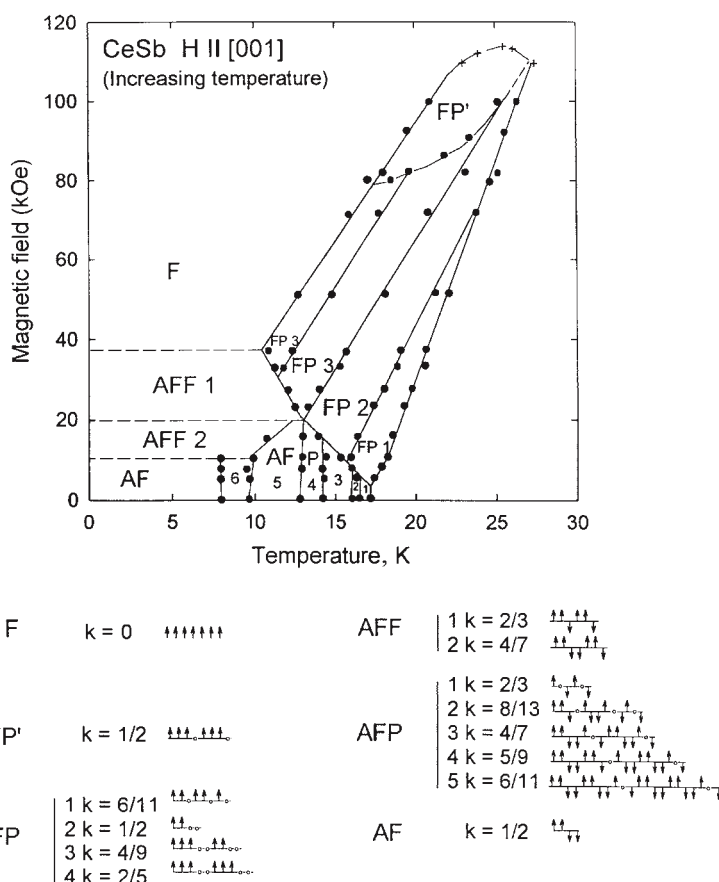 120
CeSb H II [001]
(Increasing temperature)
100
FP'
80
60
F
40
FP 3
FP 3
AFF 1
FP 2
20
AFF 2
FP 1
AF P
AF
6 5 4 3 2 1
0
0 5 10 15 20 25 30
Magnetic field (kOe)
Temperature, K
F k = 0
P' k = 1/2
FP
1 k = 6/11
2 k = 1/2
3 k = 4/9
4 k = 2/5
AFF
1 k = 2/3
2 k = 4/7
AFP
1 k = 2/3
2 k = 8/13
3 k = 4/7
4 k = 5/9
5 k = 6/11
AF k = 1/2